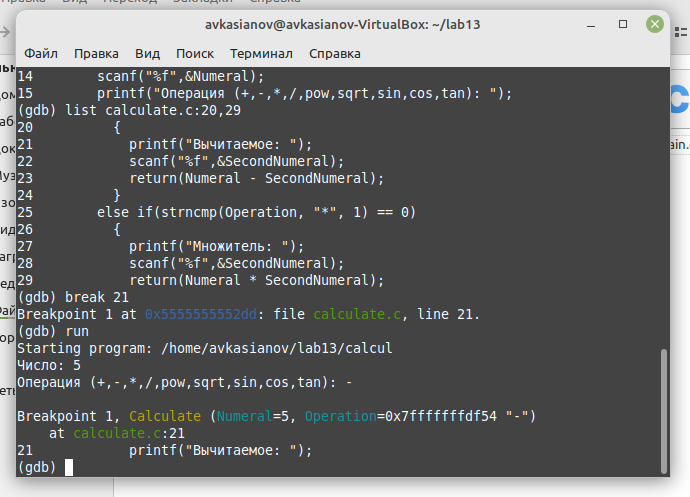 avkasianov@avkasianov-VirtualBox: ~/lab13
Файл Правка Вид Поиск Терминал Справка
14        scanf("%f",&Numeral);
15        printf("Операция (+,-,*,/,pow,sqrt,sin,cos,tan): ");
(gdb) list calculate.c:20,29
20          {
21            printf("Вычитаемое: ");
22            scanf("%f",&SecondNumeral);
23            return(Numeral - SecondNumeral);
24          }
25        else if(strncmp(Operation, "*", 1) == 0)
26          {
27            printf("Множитель: ");
28            scanf("%f",&SecondNumeral);
29            return(Numeral * SecondNumeral);
(gdb) break 21
Breakpoint 1 at 0x5555555552dd: file calculate.c, line 21.
(gdb) run
Starting program: /home/avkasianov/lab13/calcul
Число: 5
Операция (+,-,*,/,pow,sqrt,sin,cos,tan): -
Breakpoint 1, Calculate (Numeral=5, Operation=0x7fffffffdf54 "-")
    at calculate.c:21
21            printf("Вычитаемое: ");
(gdb)